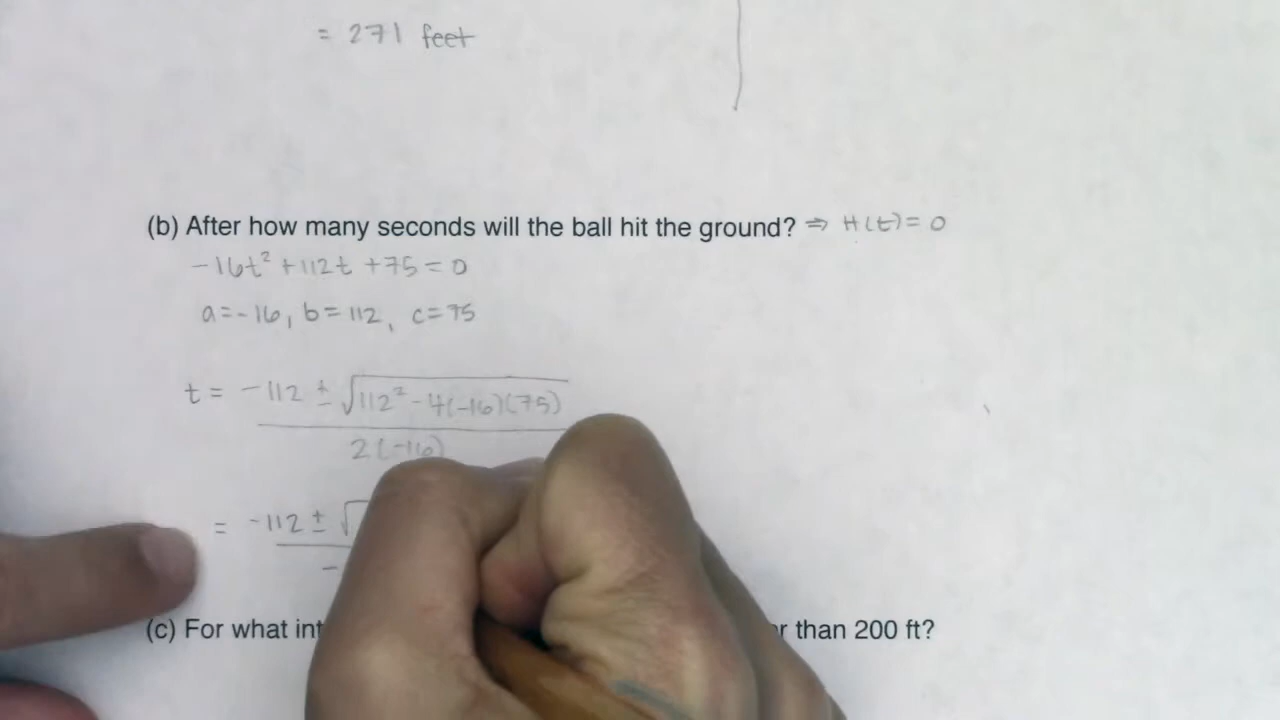 = 271 feet
(b) After how many seconds will the ball hit the ground? ⇒ H(t)=0
-16t² +112t +75 = 0
a=-16, b=112, c=75
t = -112 ± √112² -4(-16)(75)
2(-16)
= -112 ± √
-
(c) For what int
than 200 ft?